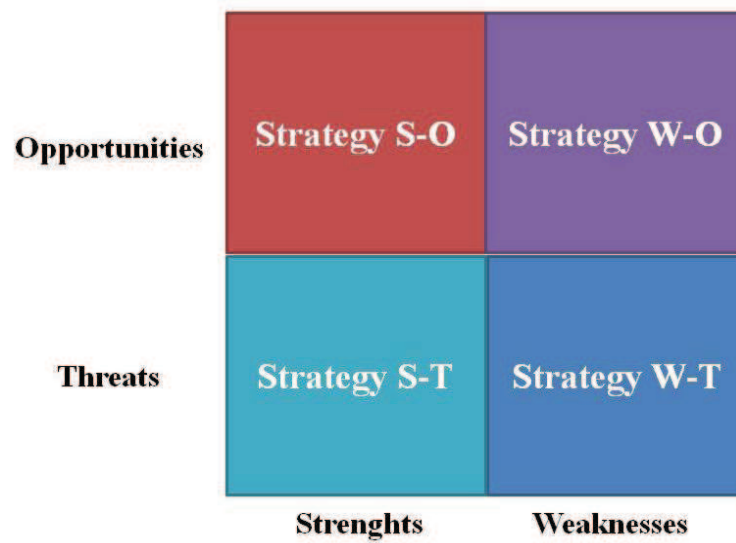 Opportunities
Strategy S-O
Strategy W-O
Threats
Strategy S-T
Strategy W-T
Strenghts
Weaknesses